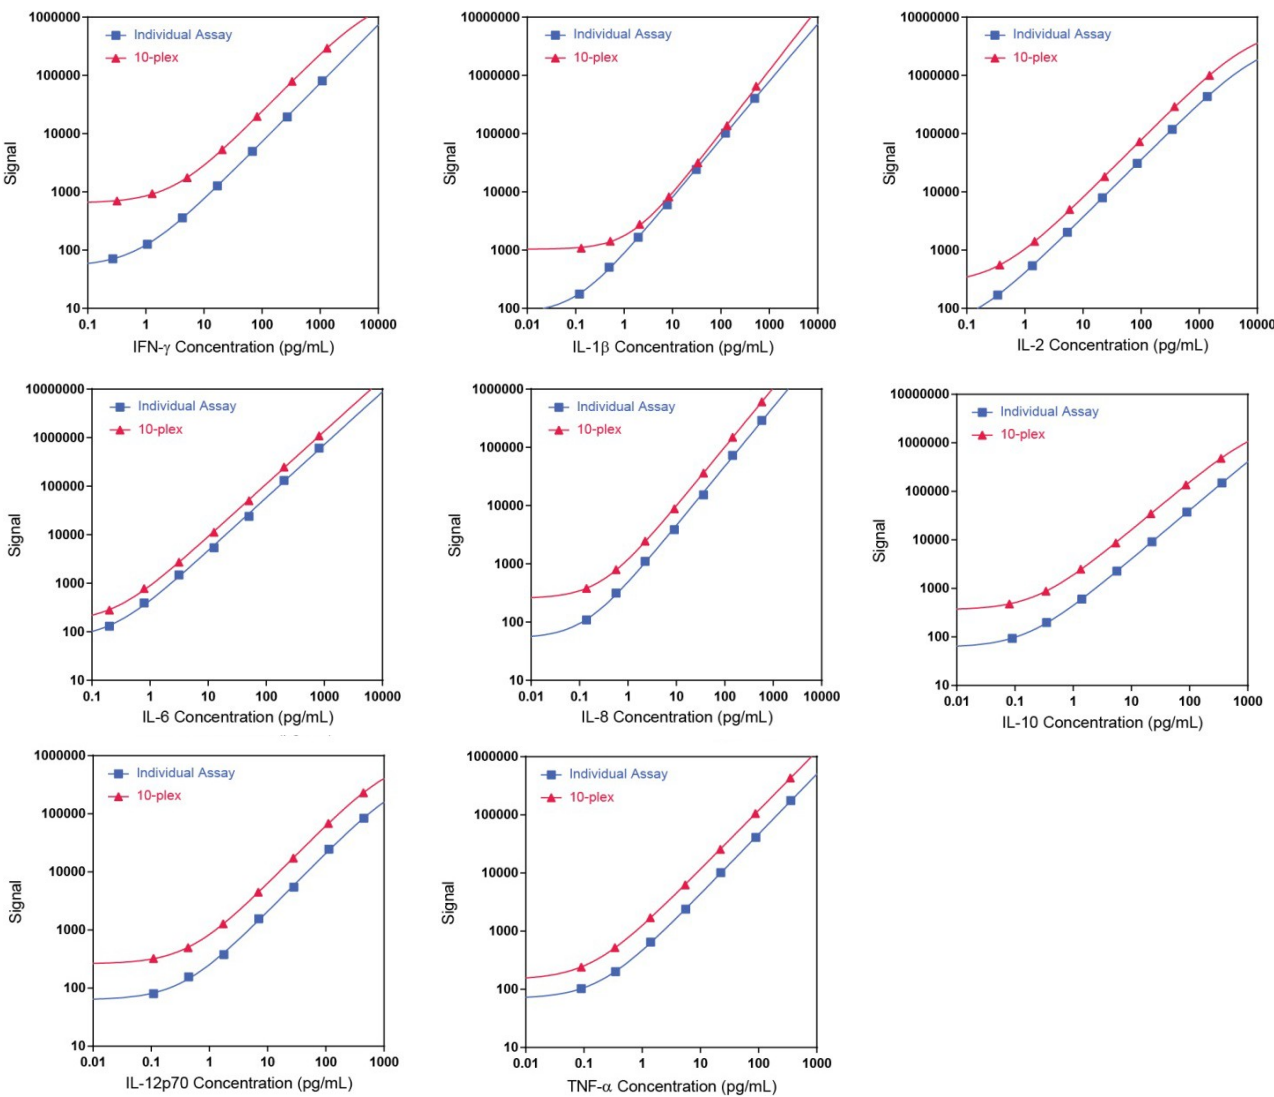 1000000
100000
10000
1000
100
10
Signal
Individual Assay
10-plex
0.1 1 10 100 1000 10000
IFN-γ Concentration (pg/mL)
10000000
1000000
100000
10000
1000
100
Signal
Individual Assay
10-plex
0.01 0.1 1 10 100 1000 10000
IL-1β Concentration (pg/mL)
10000000
1000000
100000
10000
1000
100
Signal
Individual Assay
10-plex
0.1 1 10 100 1000 10000
IL-2 Concentration (pg/mL)
10000000
1000000
100000
10000
1000
100
10
Signal
Individual Assay
10-plex
0.1 1 10 100 1000 10000
IL-6 Concentration (pg/mL)
1000000
100000
10000
1000
100
10
Signal
Individual Assay
10-plex
0.01 0.1 1 10 100 1000 10000
IL-8 Concentration (pg/mL)
10000000
1000000
100000
10000
1000
100
10
Signal
Individual Assay
10-plex
0.01 0.1 1 10 100 1000
IL-10 Concentration (pg/mL)
1000000
100000
10000
1000
100
10
Signal
Individual Assay
10-plex
0.01 0.1 1 10 100 1000
IL-12p70 Concentration (pg/mL)
1000000
100000
10000
1000
100
10
Signal
Individual Assay
10-plex
0.01 0.1 1 10 100 1000
TNF-α Concentration (pg/mL)